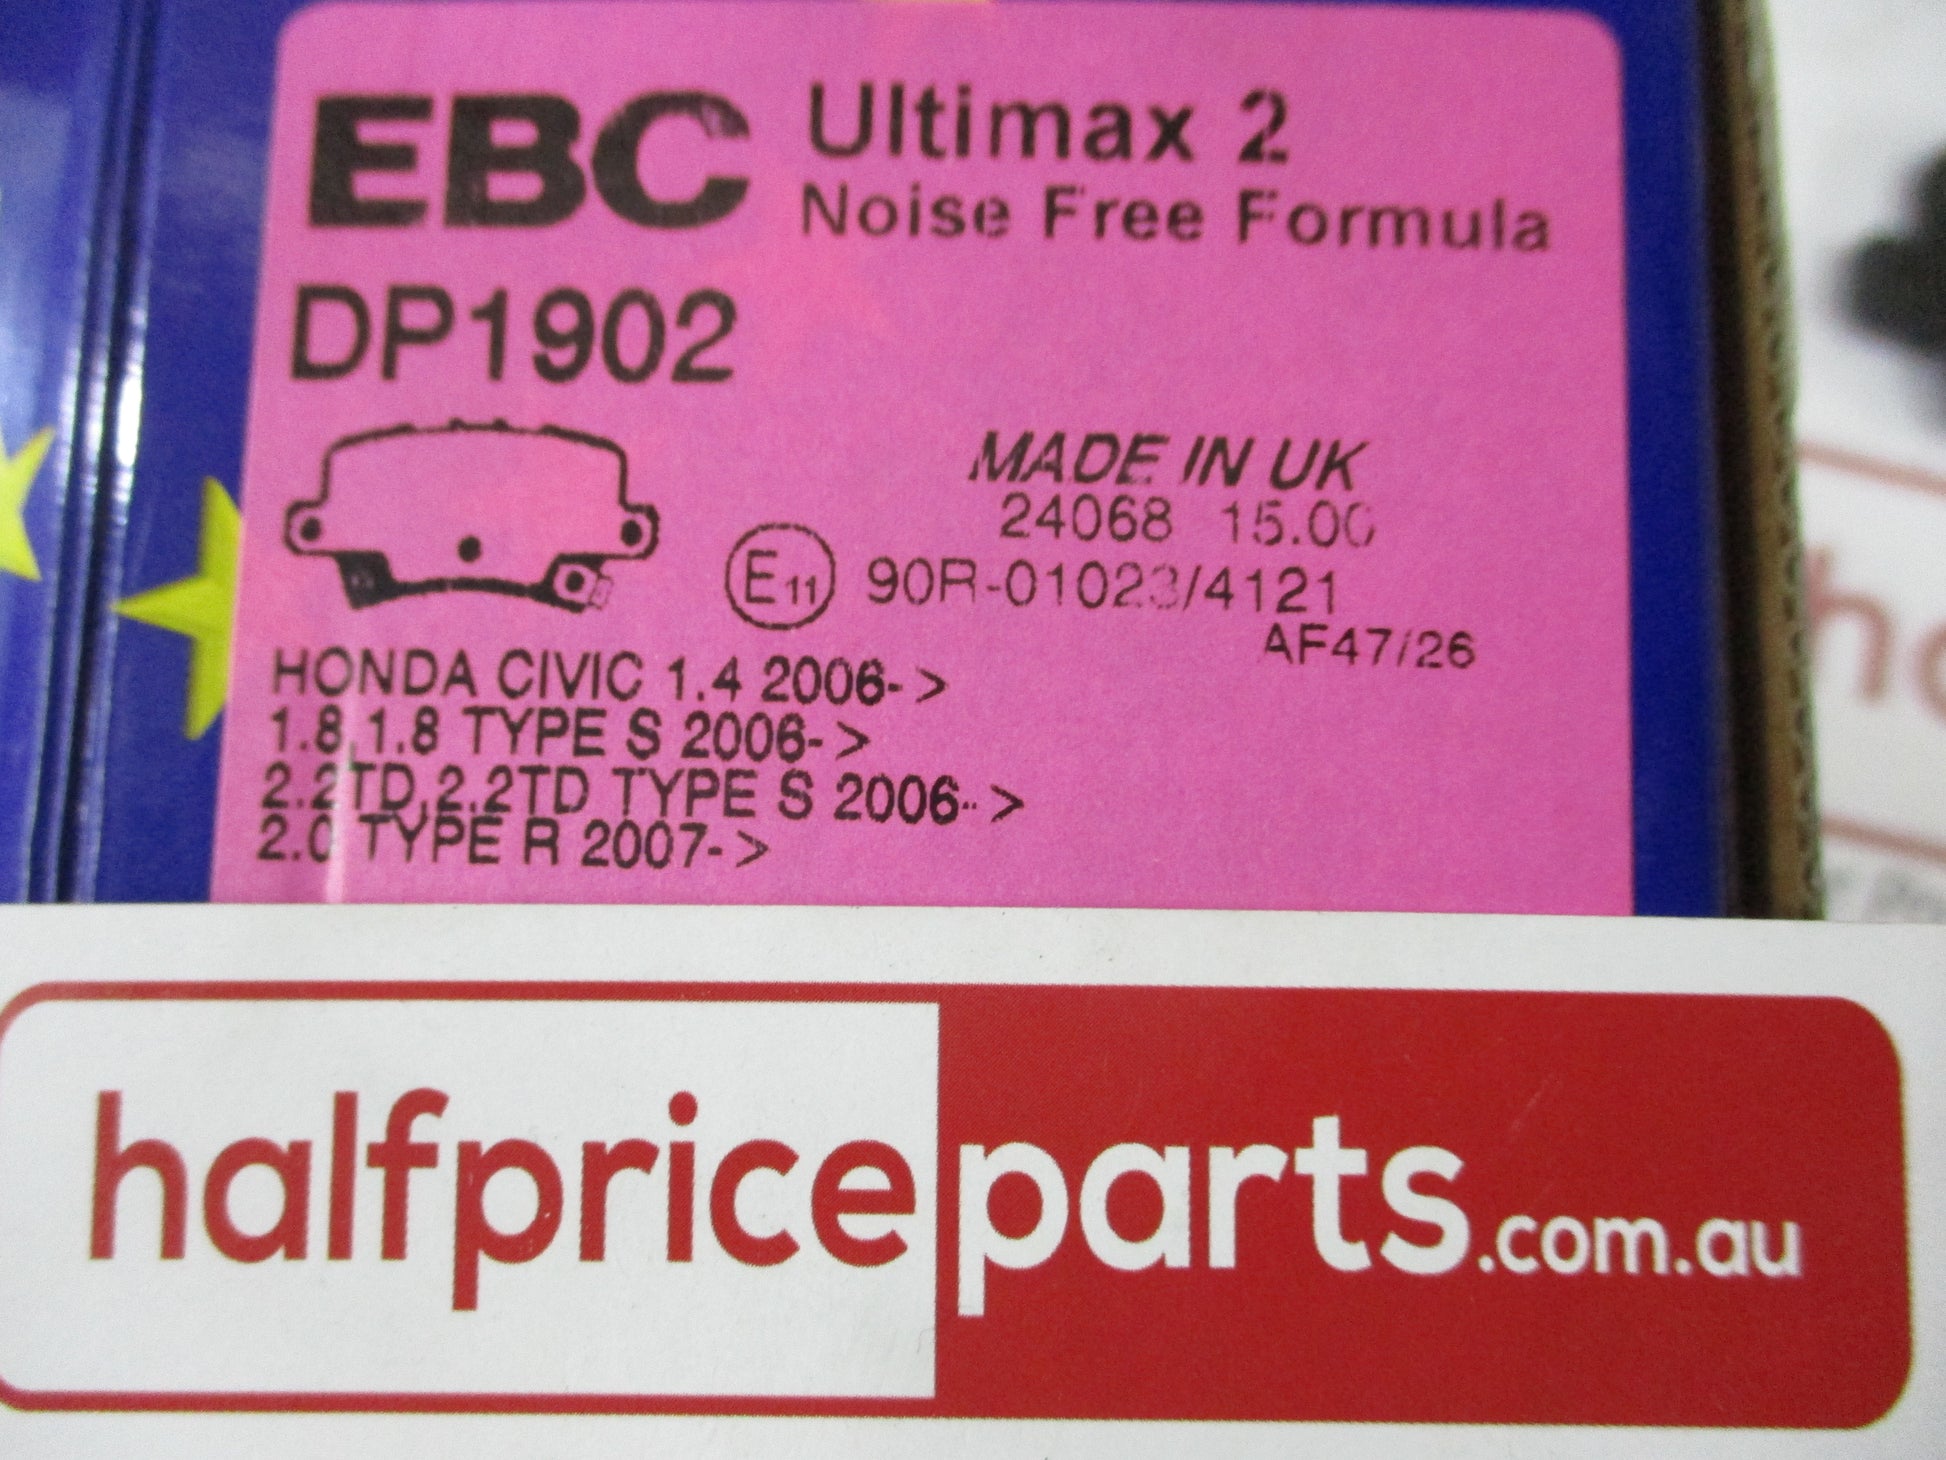 EBC Ultimax 2
Noise Free Formula
DP1902
MADE IN UK
24068 15.00
E11 90R-01023/4121
AF47/26
HONDA CIVIC 1.4 2006->
1.8,1.8 TYPE S 2006->
2.2TD,2.2TD TYPE S 2006->
2.0 TYPE R 2007->
halfpriceparts.com.au